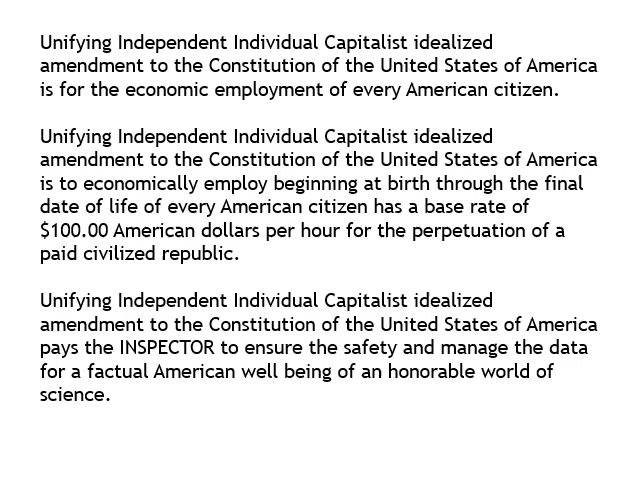 Unifying Independent Individual Capitalist idealized
amendment to the Constitution of the United States of America
is for the economic employment of every American citizen.
Unifying Independent Individual Capitalist idealized
amendment to the Constitution of the United States of America
is to economically employ beginning at birth through the final
date of life of every American citizen has a base rate of
$100.00 American dollars per hour for the perpetuation of a
paid civilized republic.
Unifying Independent Individual Capitalist idealized
amendment to the Constitution of the United States of America
pays the INSPECTOR to ensure the safety and manage the data
for a factual American well being of an honorable world of
science.